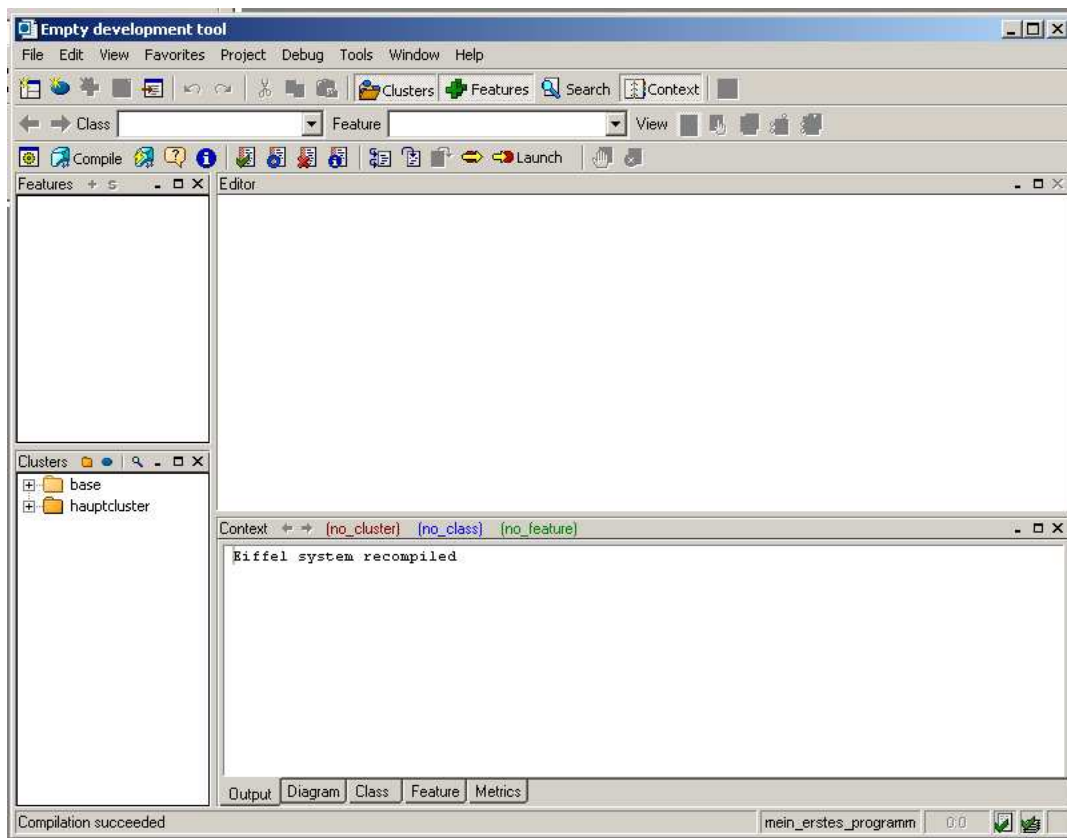 Empty development tool
File Edit View Favorites Project Debug Tools Window Help
Clusters Features Search Context
Class Feature View
Compile Launch
Features
Editor
Clusters
base
hauptcluster
Context (no_cluster) (no_class) (no_feature)
Eiffel system recompiled
Output Diagram Class Feature Metrics
Compilation succeeded mein_erstes_programm 0:0